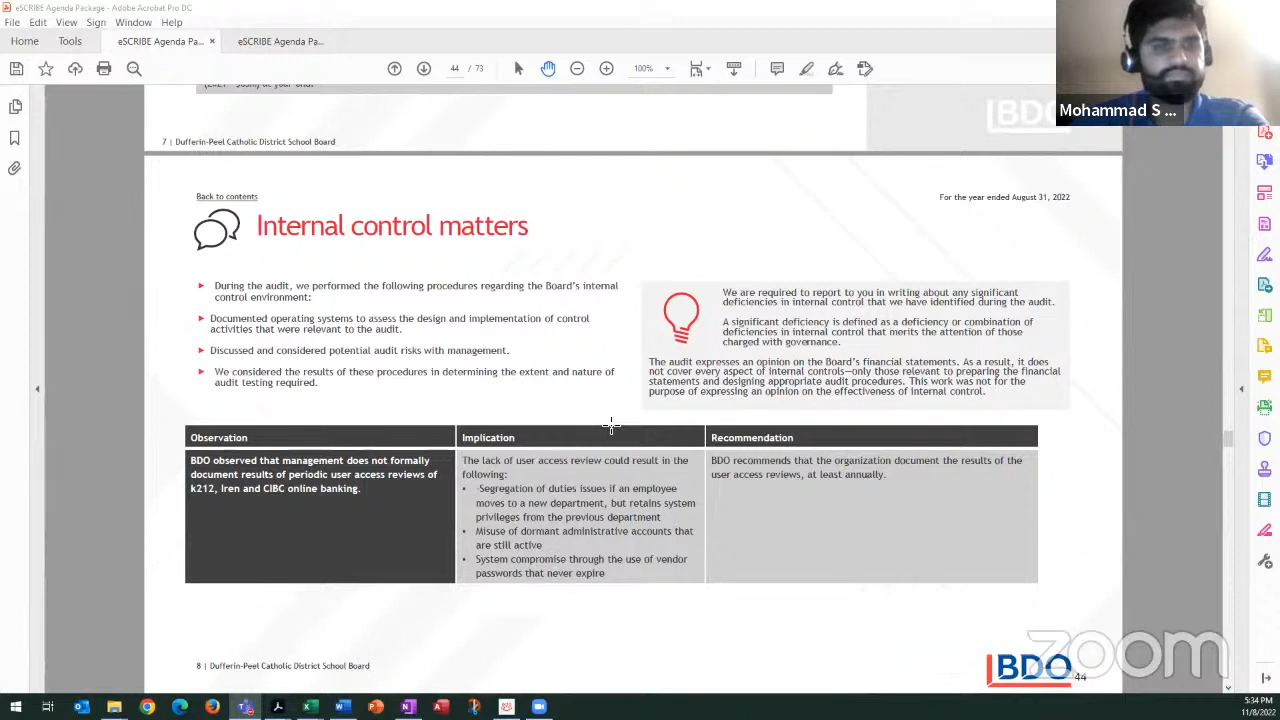 eSCRIBE Agenda Package - Adobe Acrobat Pro DC
File Edit View Sign Window Help
Home Tools eSCRIBE Agenda Pa... × eSCRIBE Agenda Pa...
44 / 73 100%
Mohammad S ...
BDO
7 | Dufferin-Peel Catholic District School Board
Back to contents
For the year ended August 31, 2022
Internal control matters
During the audit, we performed the following procedures regarding the Board's internal
control environment:
Documented operating systems to assess the design and implementation of control
activities that were relevant to the audit.
Discussed and considered potential audit risks with management.
We considered the results of these procedures in determining the extent and nature of
audit testing required.
We are required to report to you in writing about any significant
deficiencies in internal control that we have identified during the audit.
A significant deficiency is defined as a deficiency or combination of
deficiencies in internal control that merits the attention of those
charged with governance.
The audit expresses an opinion on the Board's financial statements. As a result, it does
not cover every aspect of internal controls—only those relevant to preparing the financial
statements and designing appropriate audit procedures. This work was not for the
purpose of expressing an opinion on the effectiveness of internal control.
Observation Implication Recommendation
BDO observed that management does not formally
document results of periodic user access reviews of
k212, Iren and CIBC online banking.
The lack of user access review could result in the
following:
• -Segregation of duties issues if an employee
moves to a new department, but retains system
privileges from the previous department
• Misuse of dormant administrative accounts that
are still active
• System compromise through the use of vendor
passwords that never expire
BDO recommends that the organization document the results of the
user access reviews, at least annually.
zoom
8 | Dufferin-Peel Catholic District School Board
BDO 44
5:34 PM
11/8/2022